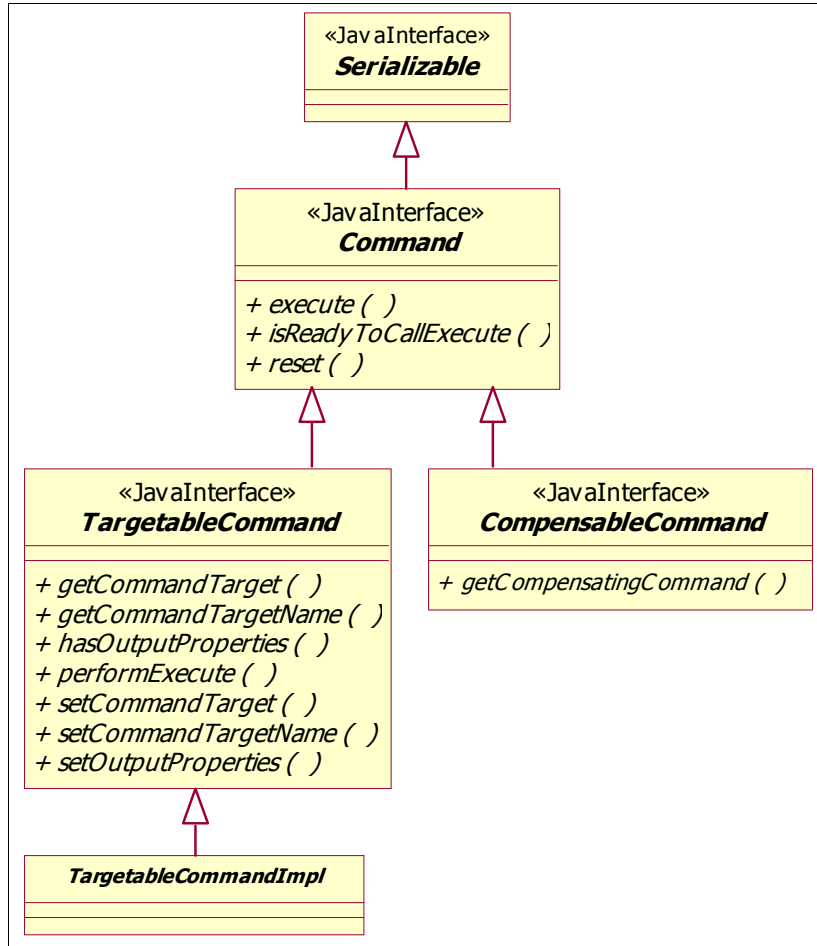 «JavaInterface»
Serializable
«JavaInterface»
Command
+ execute ( )
+ isReadyToCallExecute ( )
+ reset ( )
«JavaInterface»
TargetableCommand
+ getCommandTarget ( )
+ getCommandTargetName ( )
+ hasOutputProperties ( )
+ performExecute ( )
+ setCommandTarget ( )
+ setCommandTargetName ( )
+ setOutputProperties ( )
«JavaInterface»
CompensableCommand
+ getCompensatingCommand ( )
TargetableCommandImpl